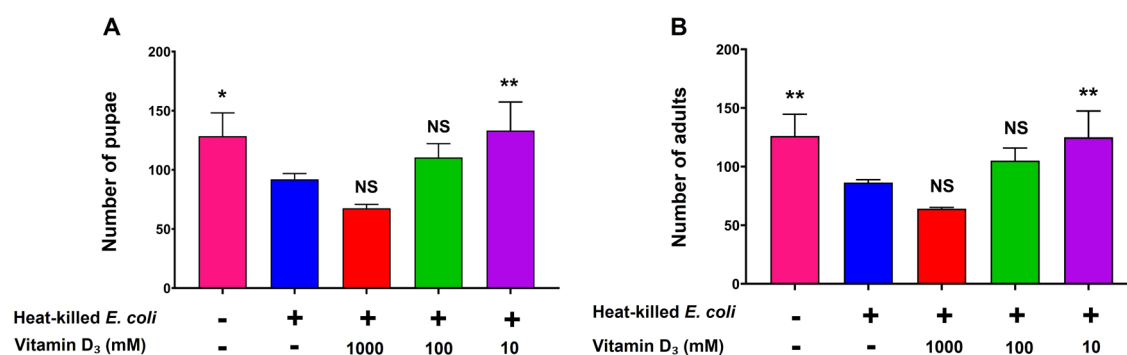 A
Number of pupae
200
150
100
50
0
*
NS
NS
**
Heat-killed E. coli - + + + +
Vitamin D₃ (mM) - - 1000 100 10
B
Number of adults
200
150
100
50
0
**
NS
NS
**
Heat-killed E. coli - + + + +
Vitamin D₃ (mM) - - 1000 100 10